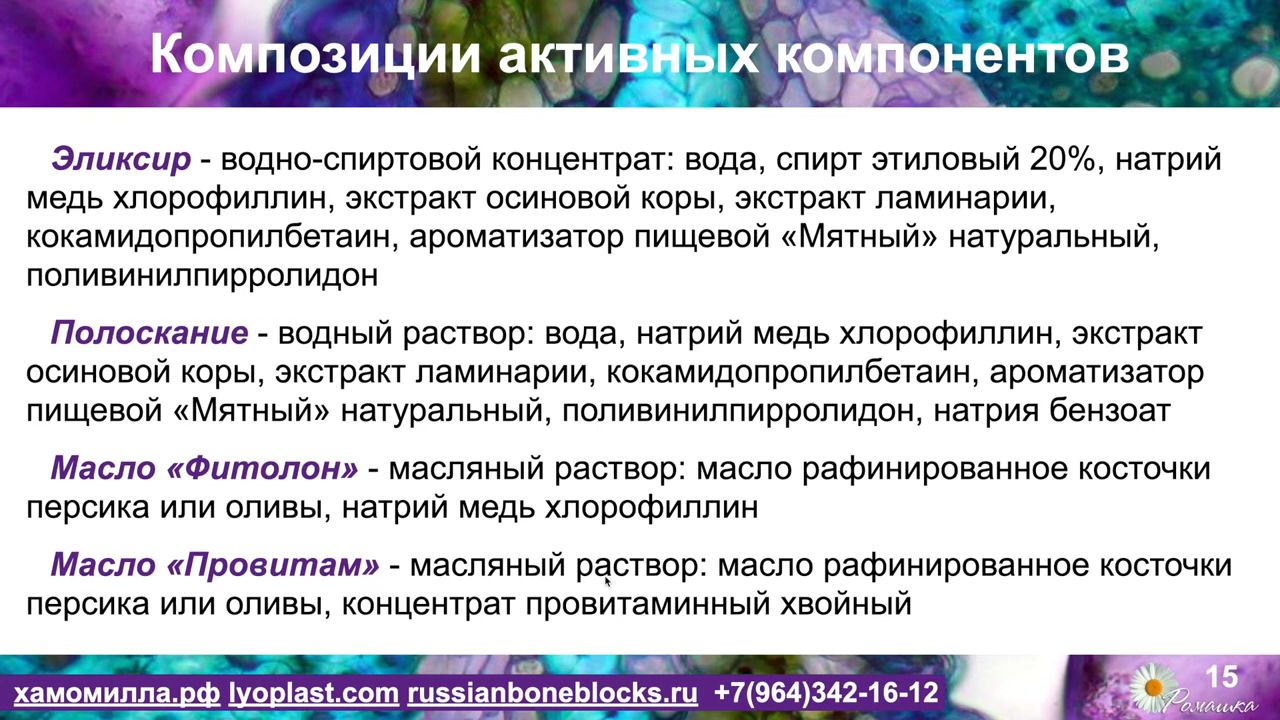 Композиции активных компонентов
Эликсир - водно-спиртовой концентрат: вода, спирт этиловый 20%, натрий
медь хлорофиллин, экстракт осиновой коры, экстракт ламинарии,
кокамидопропилбетаин, ароматизатор пищевой «Мятный» натуральный,
поливинилпирролидон
Полоскание - водный раствор: вода, натрий медь хлорофиллин, экстракт
осиновой коры, экстракт ламинарии, кокамидопропилбетаин, ароматизатор
пищевой «Мятный» натуральный, поливинилпирролидон, натрия бензоат
Масло «Фитолон» - масляный раствор: масло рафинированное косточки
персика или оливы, натрий медь хлорофиллин
Масло «Провитам» - масляный раствор: масло рафинированное косточки
персика или оливы, концентрат провитаминный хвойный
хамомилла.рф lyoplast.com russianboneblocks.ru +7(964)342-16-12
15
Ромашка